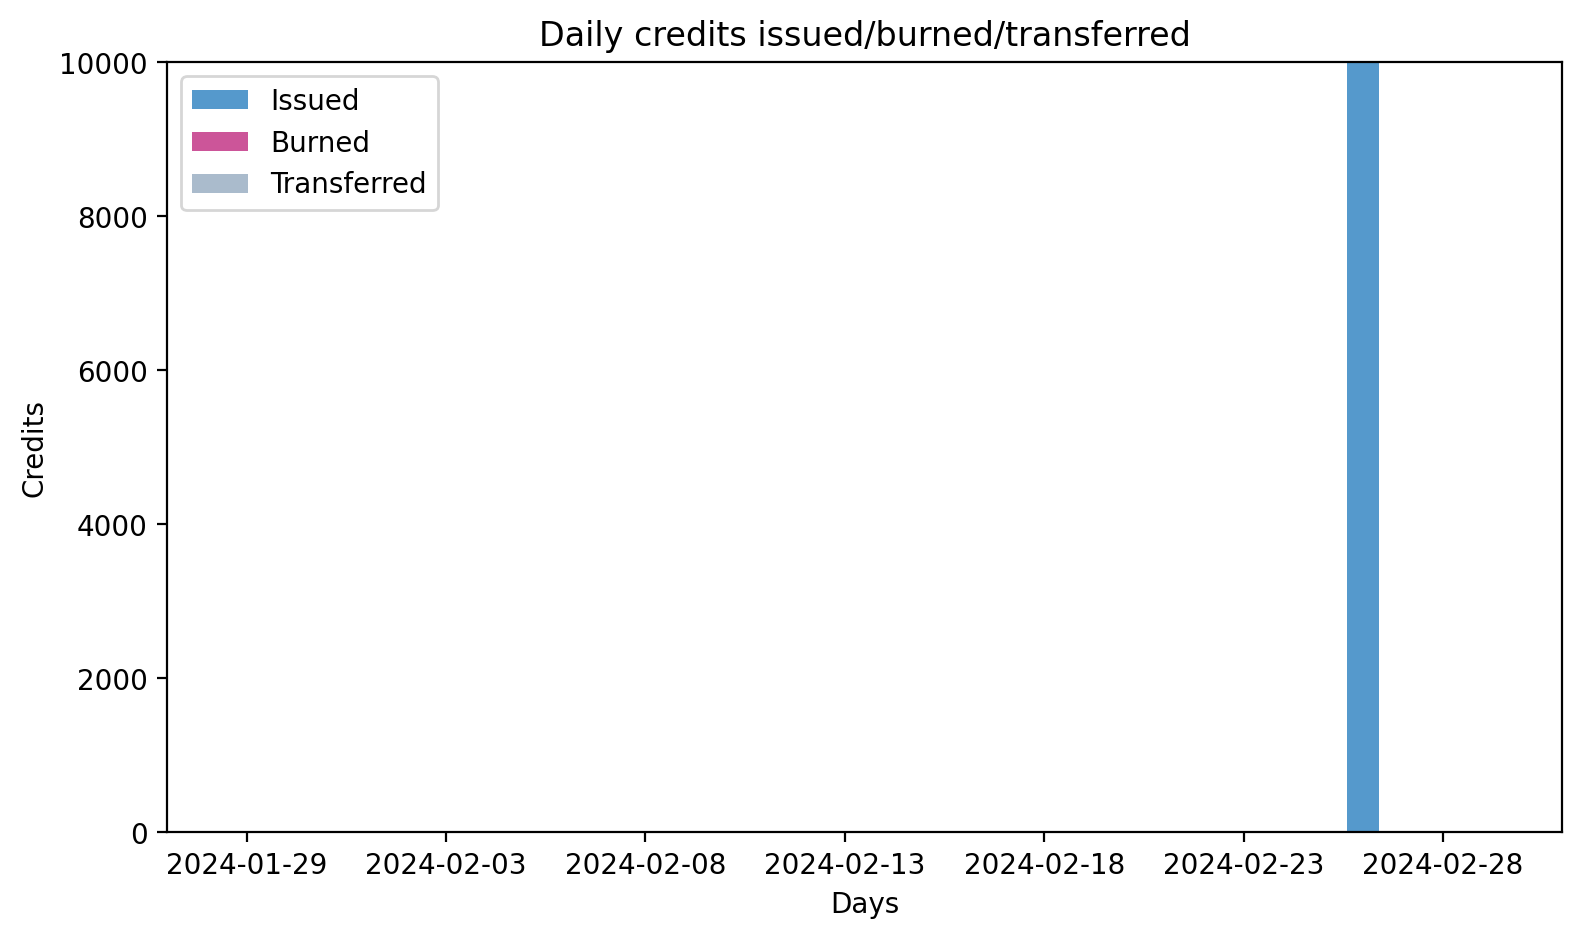 Daily credits issued/burned/transferred
10000
8000
6000
4000
2000
0
Credits
Issued
Burned
Transferred
2024-01-29 2024-02-03 2024-02-08 2024-02-13 2024-02-18 2024-02-23 2024-02-28
Days